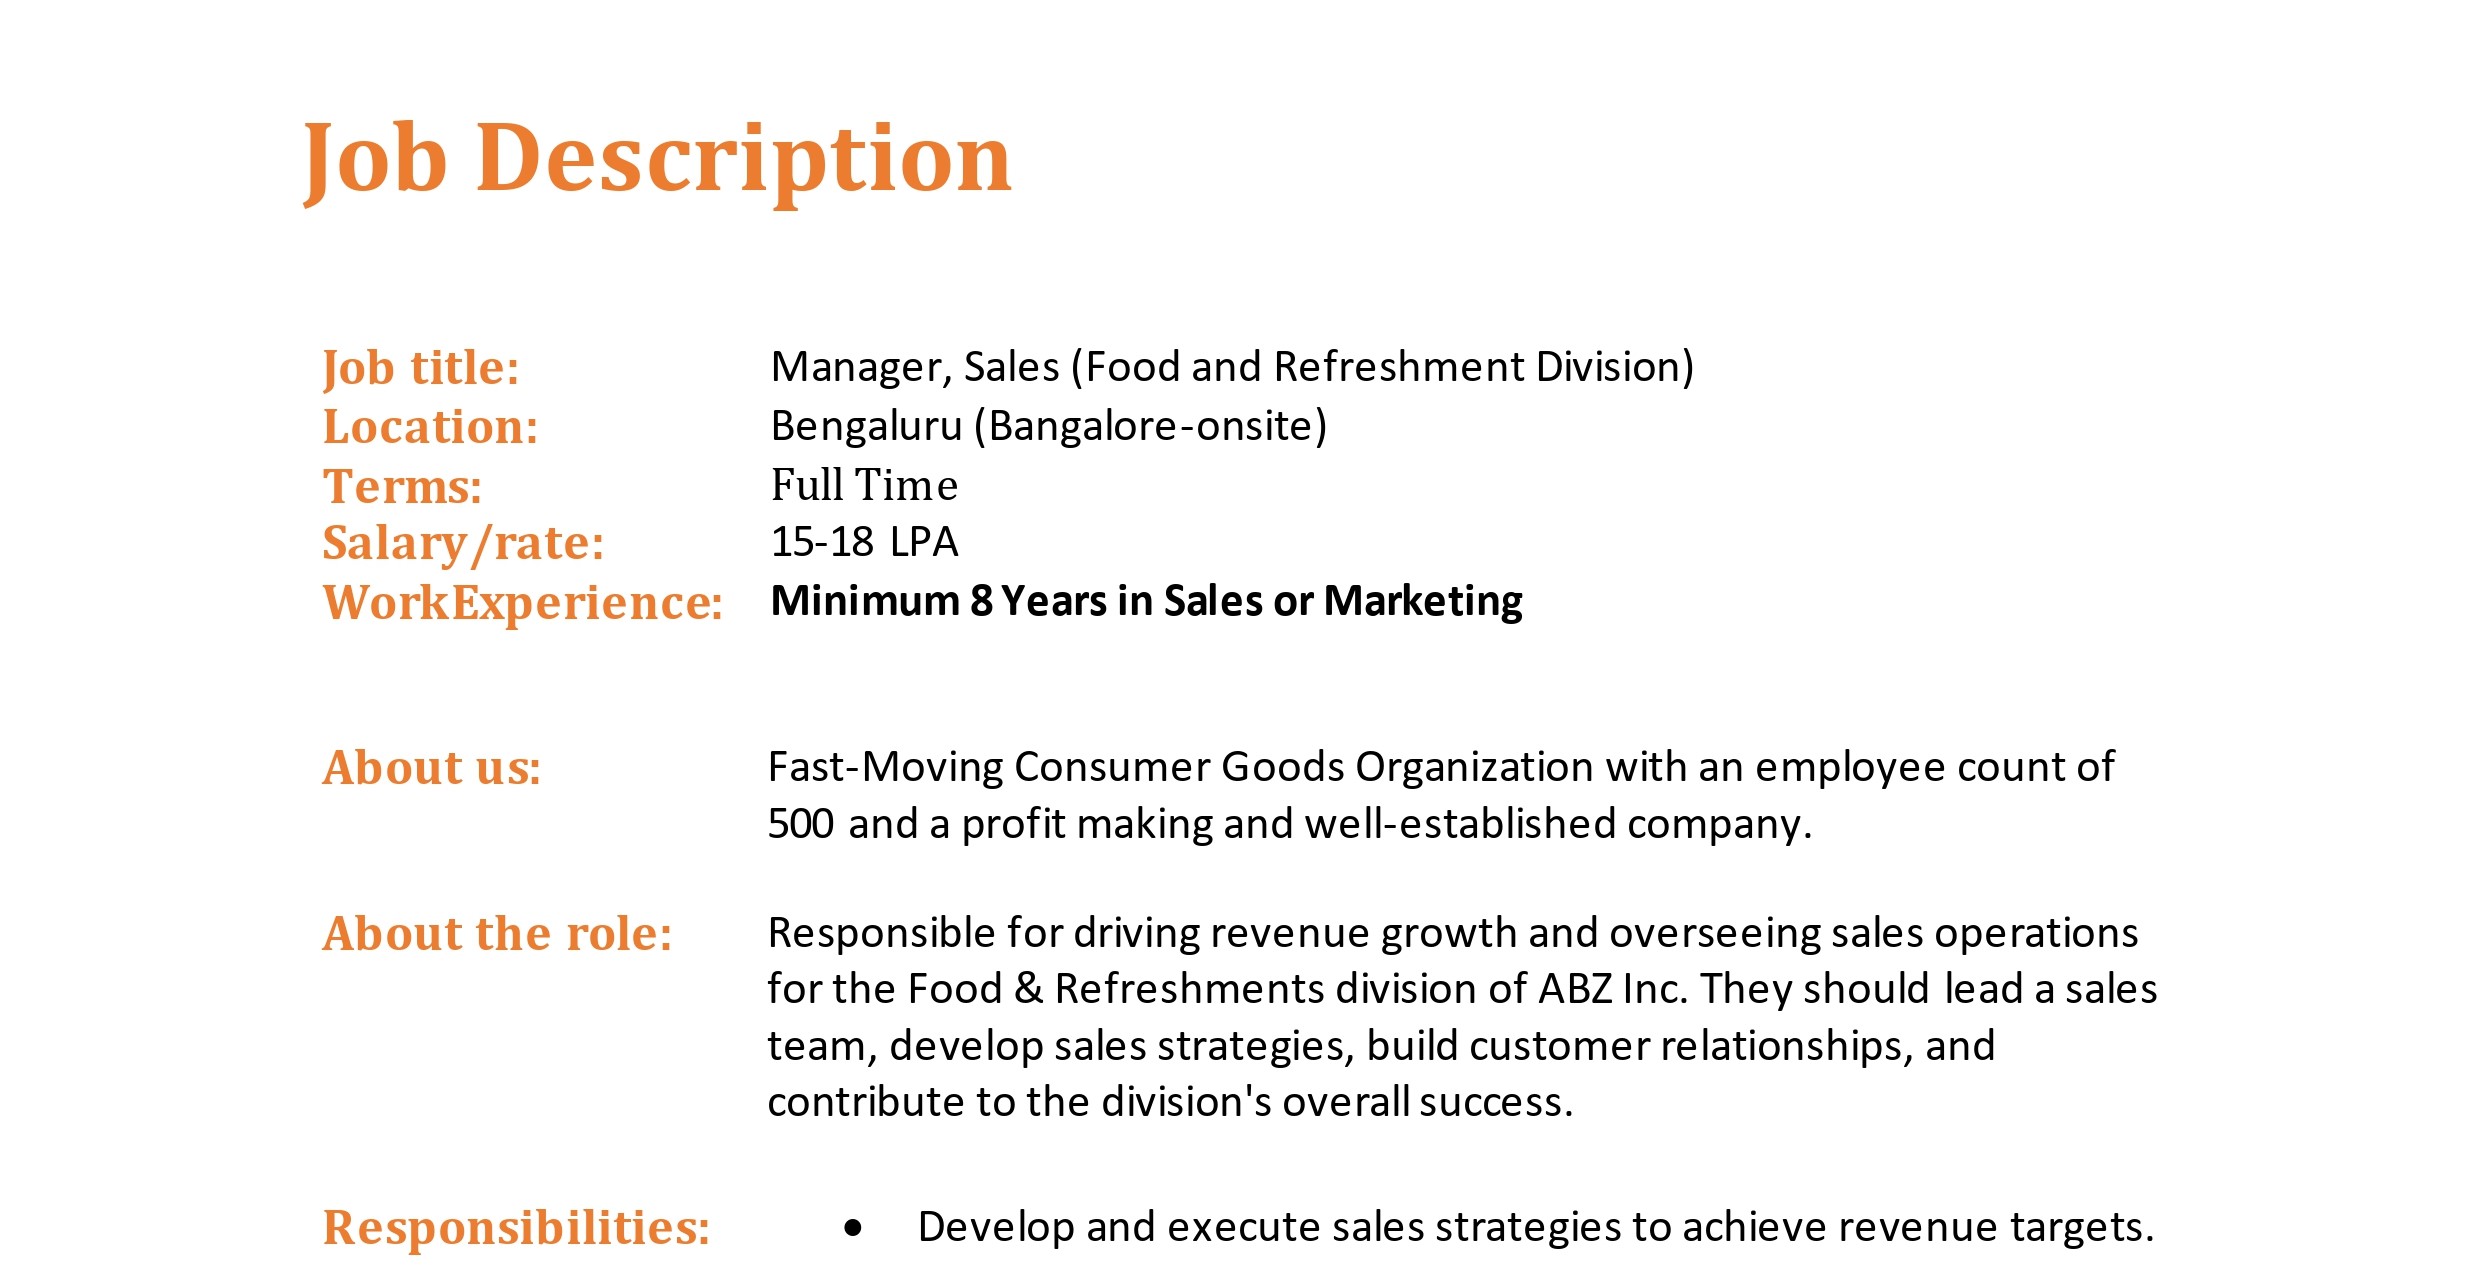 Job Description
Job title: Manager, Sales (Food and Refreshment Division)
Location: Bengaluru (Bangalore-onsite)
Terms: Full Time
Salary/rate: 15-18 LPA
WorkExperience: Minimum 8 Years in Sales or Marketing
About us: Fast-Moving Consumer Goods Organization with an employee count of
500 and a profit making and well-established company.
About the role: Responsible for driving revenue growth and overseeing sales operations
for the Food & Refreshments division of ABZ Inc. They should lead a sales
team, develop sales strategies, build customer relationships, and
contribute to the division's overall success.
Responsibilities: • Develop and execute sales strategies to achieve revenue targets.